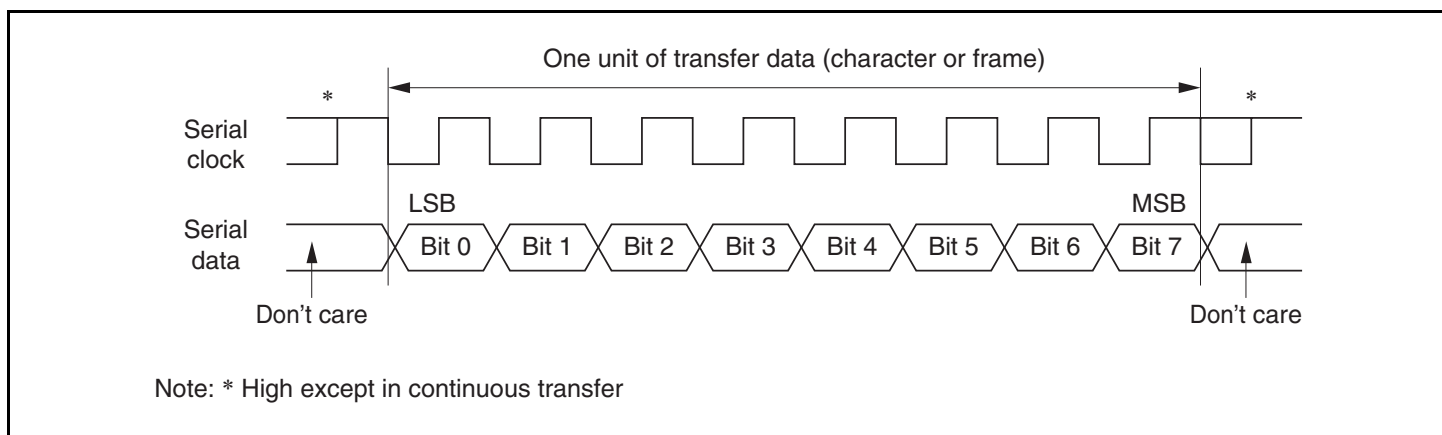 One unit of transfer data (character or frame)
* *
Serial
clock
LSB MSB
Serial
data
Bit 0 Bit 1 Bit 2 Bit 3 Bit 4 Bit 5 Bit 6 Bit 7
Don't care Don't care
Note: * High except in continuous transfer